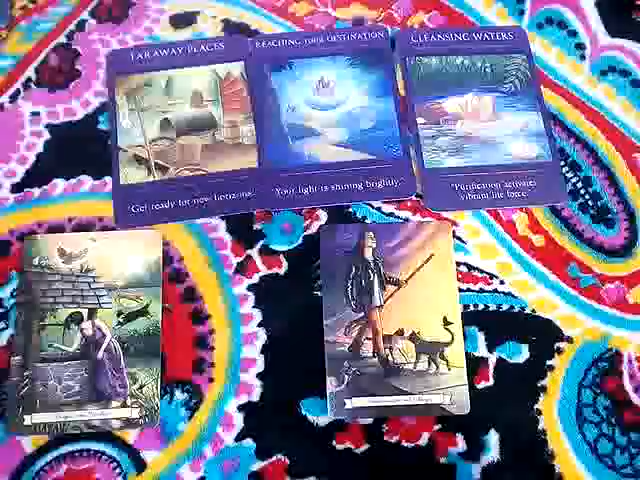 FARAWAY PLACES
REACHING YOUR DESTINATION
CLEANSING WATERS
"Get ready for new horizons."
"Your light is shining brightly."
"Purification activates
vibrant life force."